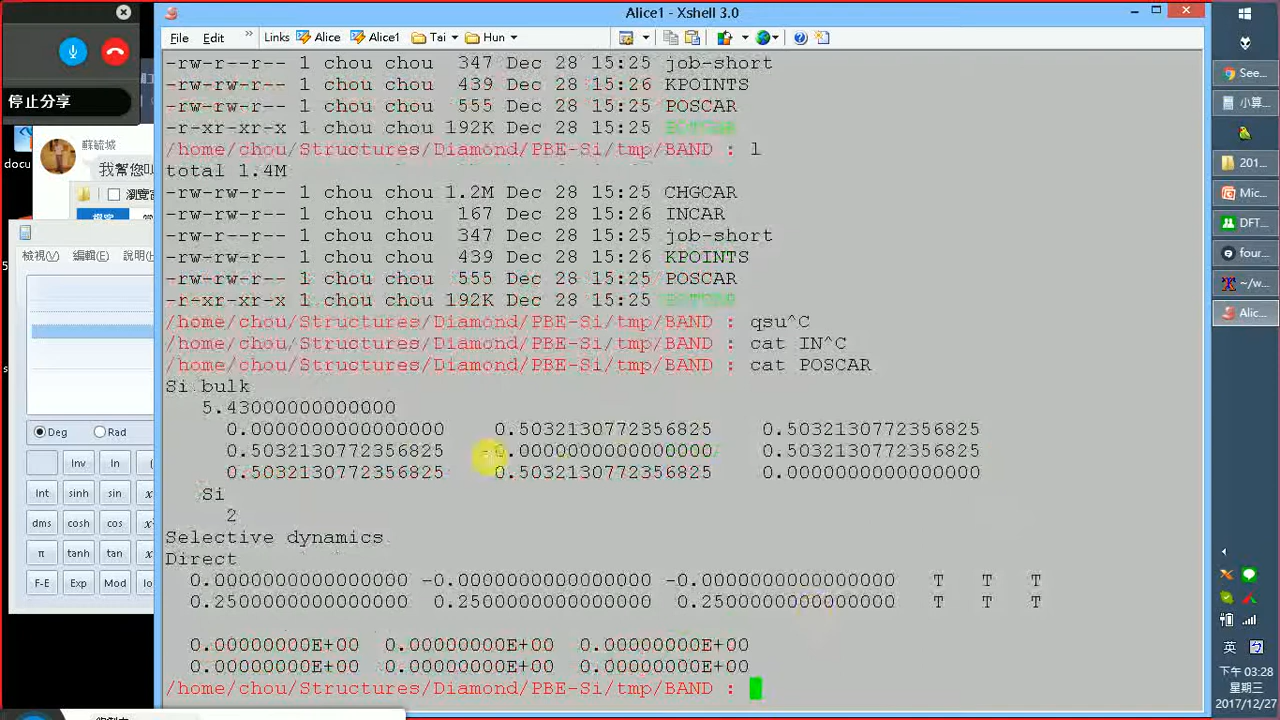 Alice1 - Xshell 3.0
File Edit » Links Alice Alice1 Tai Hun
停止分享
蘇毓城
docu
檢視(V) 編輯(E)
Deg Rad
Inv ln
Int sinh sin
dms cosh cos
π tanh tan
F-E Exp Mod
-rw-r--r-- 1 chou chou 347 Dec 28 15:25 job-short
-rw-rw-r-- 1 chou chou 439 Dec 28 15:26 KPOINTS
-rw-rw-r-- 1 chou chou 555 Dec 28 15:25 POSCAR
-r-xr-xr-x 1 chou chou 192K Dec 28 15:25 POTCAR
/home/chou/Structures/Diamond/PBE-Si/tmp/BAND : l
total 1.4M
-rw-rw-r-- 1 chou chou 1.2M Dec 28 15:25 CHGCAR
-rw-rw-r-- 1 chou chou 167 Dec 28 15:26 INCAR
-rw-rw-r-- 1 chou chou 347 Dec 28 15:25 job-short
-rw-rw-r-- 1 chou chou 439 Dec 28 15:26 KPOINTS
-rw-rw-r-- 1 chou chou 555 Dec 28 15:25 POSCAR
-r-xr-xr-x 1 chou chou 192K Dec 28 15:25 POTCAR
/home/chou/Structures/Diamond/PBE-Si/tmp/BAND : qsu^C
/home/chou/Structures/Diamond/PBE-Si/tmp/BAND : cat IN^C
/home/chou/Structures/Diamond/PBE-Si/tmp/BAND : cat POSCAR
Si bulk
5.43000000000000
0.0000000000000000 0.5032130772356825 0.5032130772356825
0.5032130772356825 -0.0000000000000000 0.5032130772356825
0.5032130772356825 0.5032130772356825 0.0000000000000000
Si
2
Selective dynamics
Direct
0.0000000000000000 -0.0000000000000000 -0.0000000000000000 T T T
0.2500000000000000 0.2500000000000000 0.2500000000000000 T T T
0.00000000E+00 0.00000000E+00 0.00000000E+00
0.00000000E+00 0.00000000E+00 0.00000000E+00
/home/chou/Structures/Diamond/PBE-Si/tmp/BAND :
See...
小算...
201...
Mic...
DFT...
four...
~/w...
Alic...
英
下午 03:28
星期三
2017/12/27